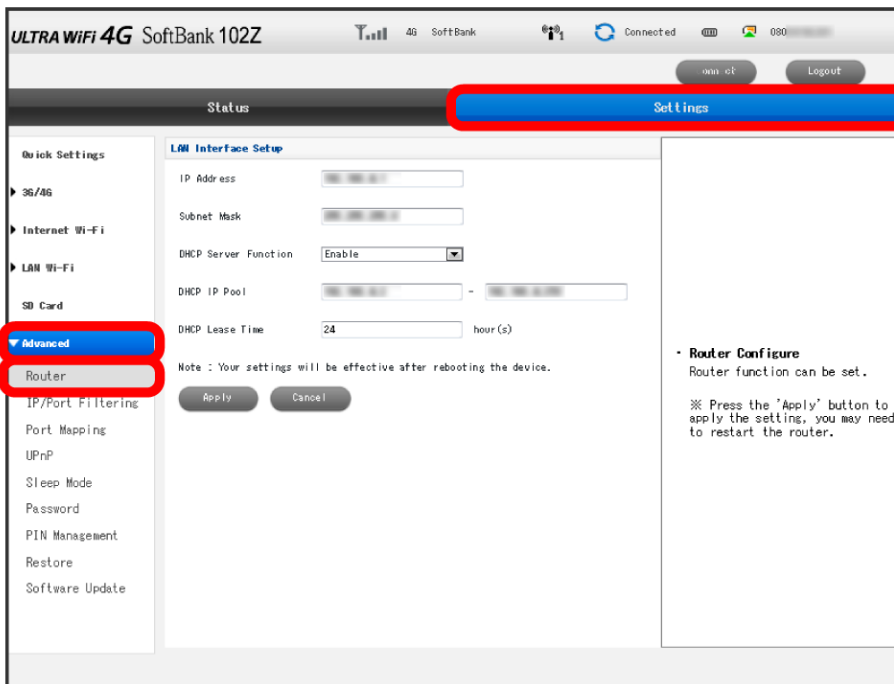 ULTRA WiFi 4G SoftBank 102Z
4G SoftBank
1
Connected
080
Logout
Status
Settings
Quick Settings
3G/4G
Internet Wi-Fi
LAN Wi-Fi
SD Card
Advanced
Router
IP/Port Filtering
Port Mapping
UPnP
Sleep Mode
Password
PIN Management
Restore
Software Update
LAN Interface Setup
IP Address
Subnet Mask
DHCP Server Function Enable
DHCP IP Pool -
DHCP Lease Time 24 hour(s)
Note : Your settings will be effective after rebooting the device.
Apply Cancel
・ Router Configure
Router function can be set.
※ Press the 'Apply' button to
apply the setting, you may need
to restart the router.